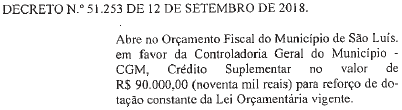 DECRETO N.º 51.253 DE 12 DE SETEMBRO DE 2018.
Abre no Orçamento Fiscal do Município de São Luís.
em favor da Controladoria Geral do Município -
CGM, Crédito Suplementar no valor de
R$ 90.000,00 (noventa mil reais) para reforço de do-
tação constante da Lei Orçamentária vigente.